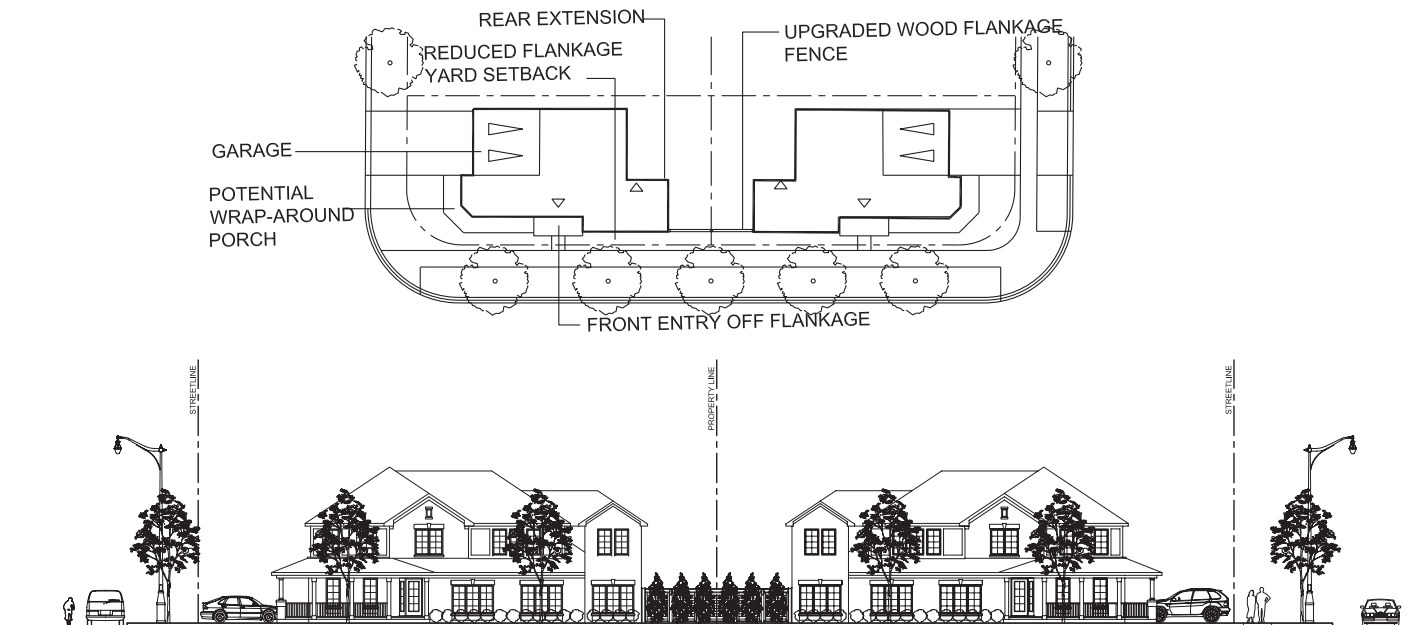 REAR EXTENSION
UPGRADED WOOD FLANKAGE
FENCE
REDUCED FLANKAGE
YARD SETBACK
GARAGE
POTENTIAL
WRAP-AROUND
PORCH
FRONT ENTRY OFF FLANKAGE
STREETLINE
PROPERTY LINE
STREETLINE